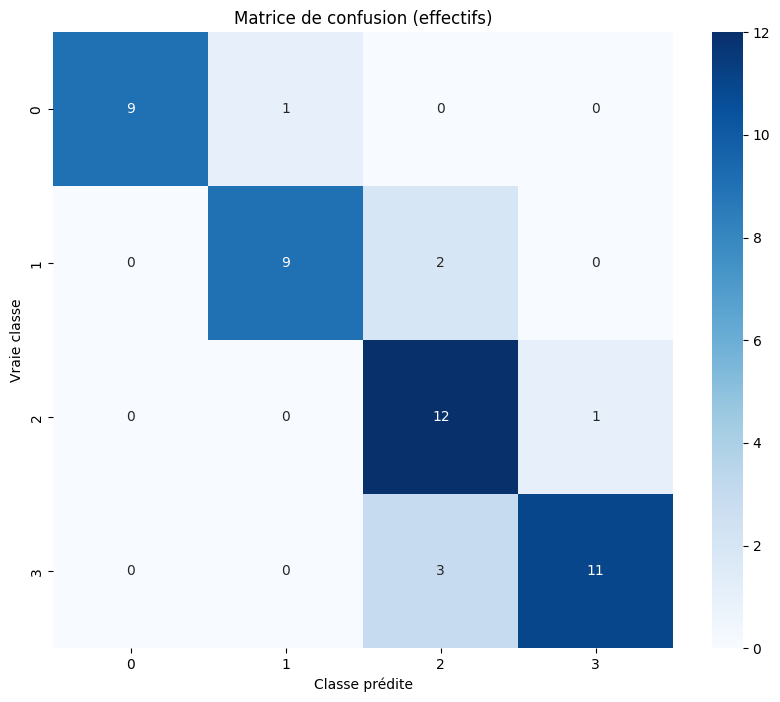 Matrice de confusion (effectifs)
12
0 9 1 0 0
10
8
1 0 9 2 0
Vraie classe
6
2 0 0 12 1
4
3 0 0 3 11
2
0
0 1 2 3
Classe prédite